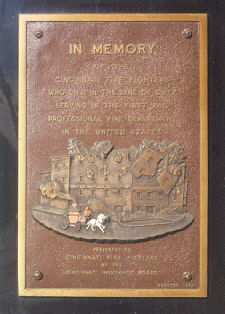 IN MEMORY
OF THE
CINCINNATI FIRE FIGHTERS
WHO DIED IN THE LINE OF DUTY
SERVING IN THE FIRST PAID
PROFESSIONAL FIRE DEPARTMENT
IN THE UNITED STATES
PRESENTED TO
CINCINNATI FIRE FIGHTERS
BY THE
CINCINNATI INSURANCE BOARD